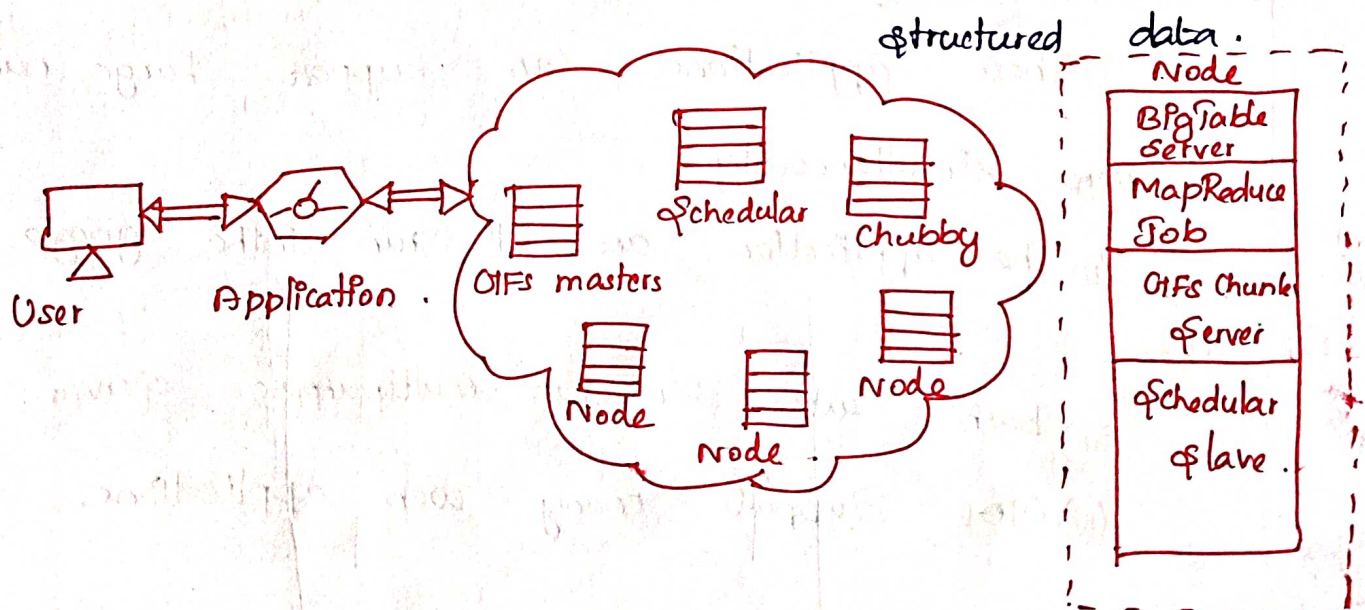 structured data.
Node
BigTable
Server
MapReduce
Job
GFS Chunk
Server
Schedular
Slave.
User
Application.
GFS masters
Schedular
Chubby
Node
Node.
Node